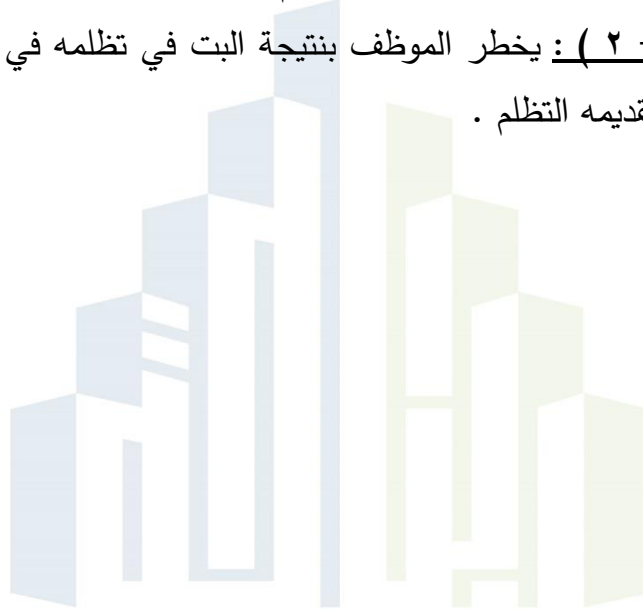 - ٢ ) : يخطر الموظف بنتيجة البت في تظلمه في
تقديمه التظلم .